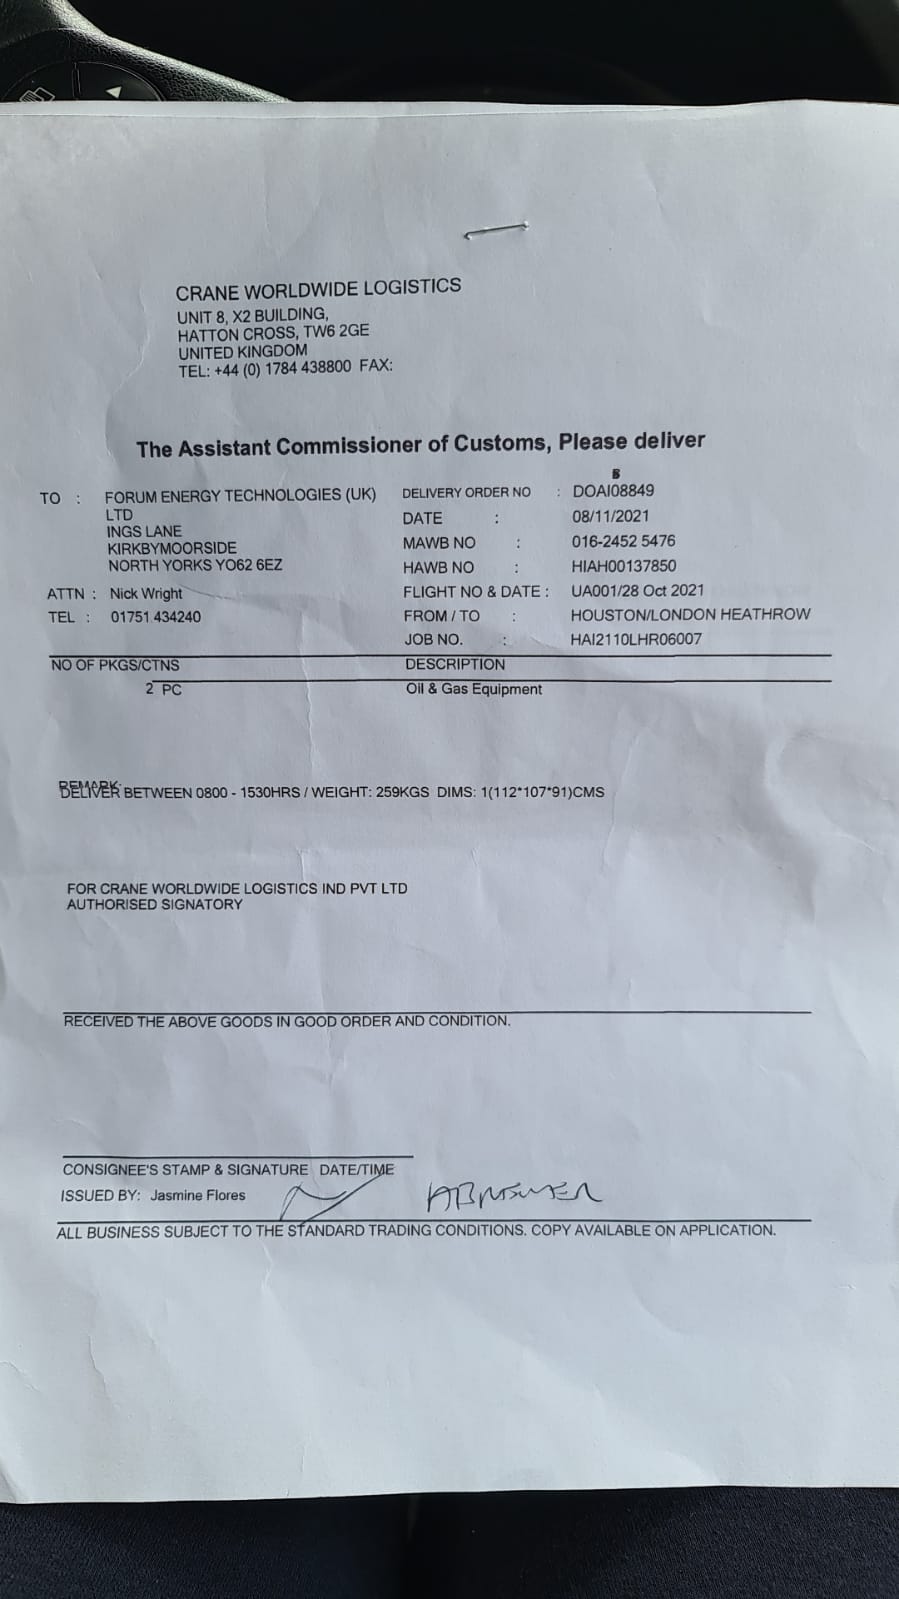 CRANE WORLDWIDE LOGISTICS
UNIT 8, X2 BUILDING,
HATTON CROSS, TW6 2GE
UNITED KINGDOM
TEL: +44 (0) 1784 438800 FAX:
The Assistant Commissioner of Customs, Please deliver
TO : FORUM ENERGY TECHNOLOGIES (UK)
LTD
INGS LANE
KIRKBYMOORSIDE
NORTH YORKS YO62 6EZ
ATTN : Nick Wright
TEL : 01751 434240
DELIVERY ORDER NO : DOAI08849
DATE : 08/11/2021
MAWB NO : 016-2452 5476
HAWB NO : HIAH00137850
FLIGHT NO & DATE : UA001/28 Oct 2021
FROM / TO : HOUSTON/LONDON HEATHROW
JOB NO. : HAI2110LHR06007
NO OF PKGS/CTNS DESCRIPTION
2 PC Oil & Gas Equipment
REMARK:
DELIVER BETWEEN 0800 - 1530HRS / WEIGHT: 259KGS DIMS: 1(112*107*91)CMS
FOR CRANE WORLDWIDE LOGISTICS IND PVT LTD
AUTHORISED SIGNATORY
RECEIVED THE ABOVE GOODS IN GOOD ORDER AND CONDITION.
CONSIGNEE'S STAMP & SIGNATURE DATE/TIME
ISSUED BY: Jasmine Flores
ALL BUSINESS SUBJECT TO THE STANDARD TRADING CONDITIONS. COPY AVAILABLE ON APPLICATION.